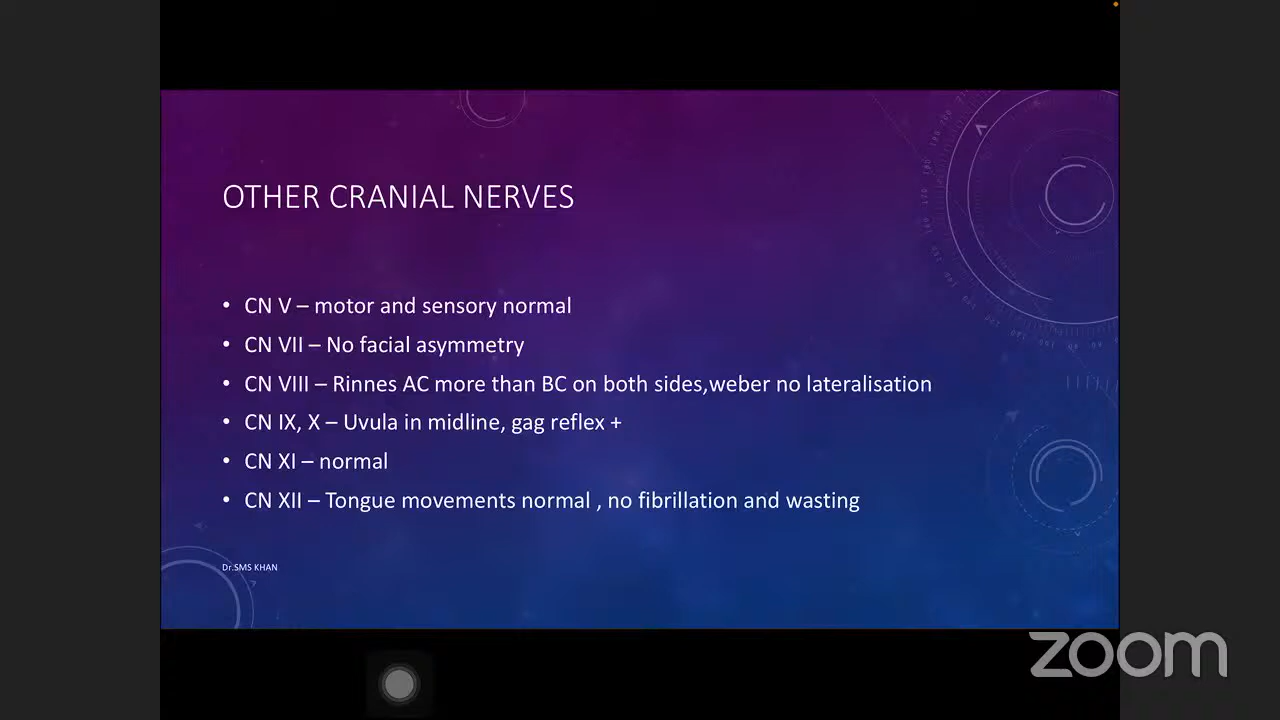 OTHER CRANIAL NERVES
• CN V – motor and sensory normal
• CN VII – No facial asymmetry
• CN VIII – Rinnes AC more than BC on both sides,weber no lateralisation
• CN IX, X – Uvula in midline, gag reflex +
• CN XI – normal
• CN XII – Tongue movements normal , no fibrillation and wasting
Dr.SMS KHAN
zoom